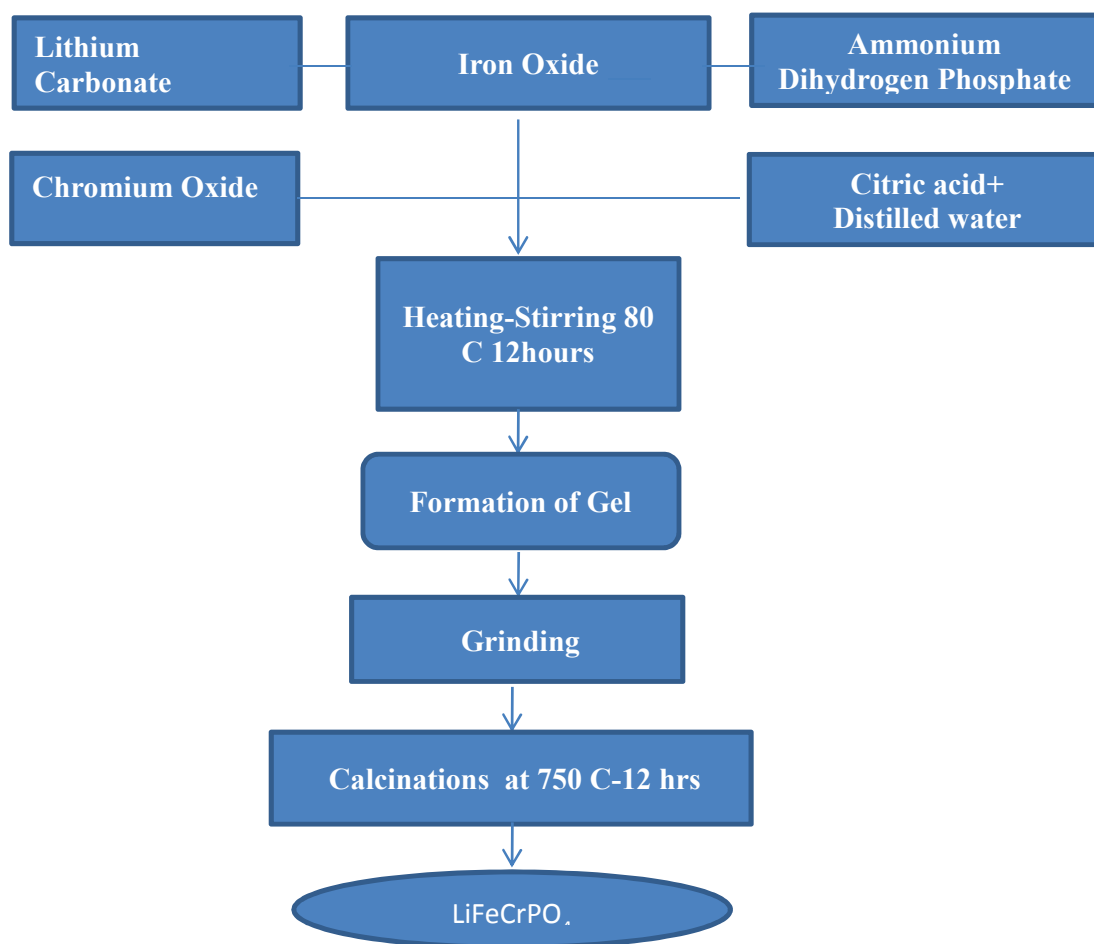 Lithium
Carbonate
Iron Oxide
Ammonium
Dihydrogen Phosphate
Chromium Oxide
Citric acid+
Distilled water
Heating-Stirring 80
C 12hours
Formation of Gel
Grinding
Calcinations at 750 C-12 hrs
LiFeCrPO₄